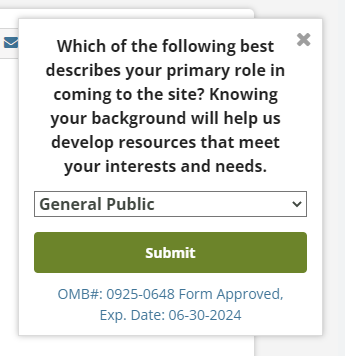 Which of the following best
describes your primary role in
coming to the site? Knowing
your background will help us
develop resources that meet
your interests and needs.
General Public
Submit
OMB#: 0925-0648 Form Approved,
Exp. Date: 06-30-2024